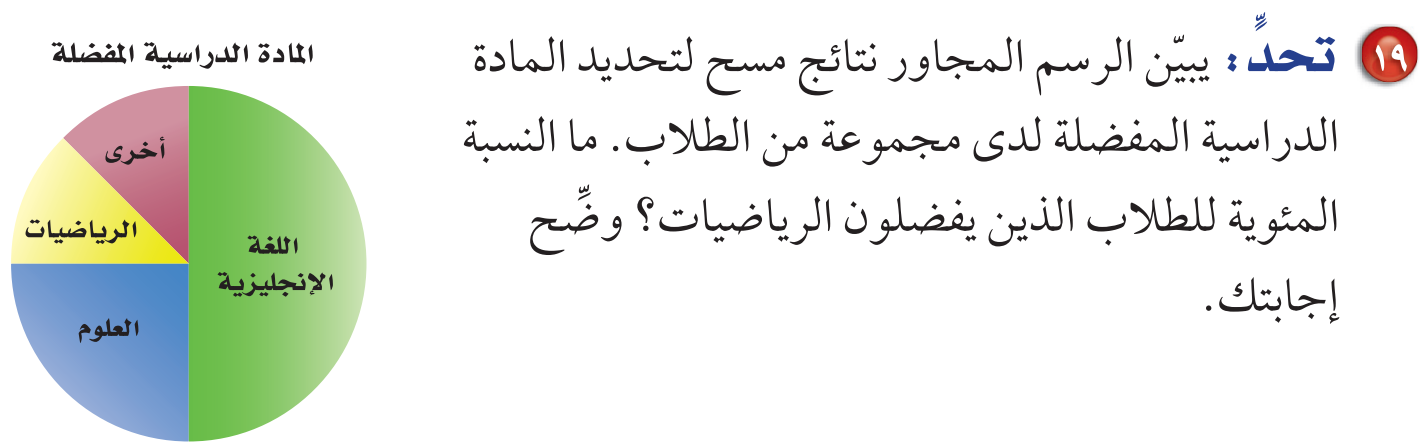 ١٩ تحدٍّ: يبيّن الرسم المجاور نتائج مسح لتحديد المادة
الدراسية المفضلة لدى مجموعة من الطلاب. ما النسبة
المئوية للطلاب الذين يفضلون الرياضيات؟ وضِّح
إجابتك.
المادة الدراسية المفضلة
أخرى
الرياضيات
اللغة
الإنجليزية
العلوم